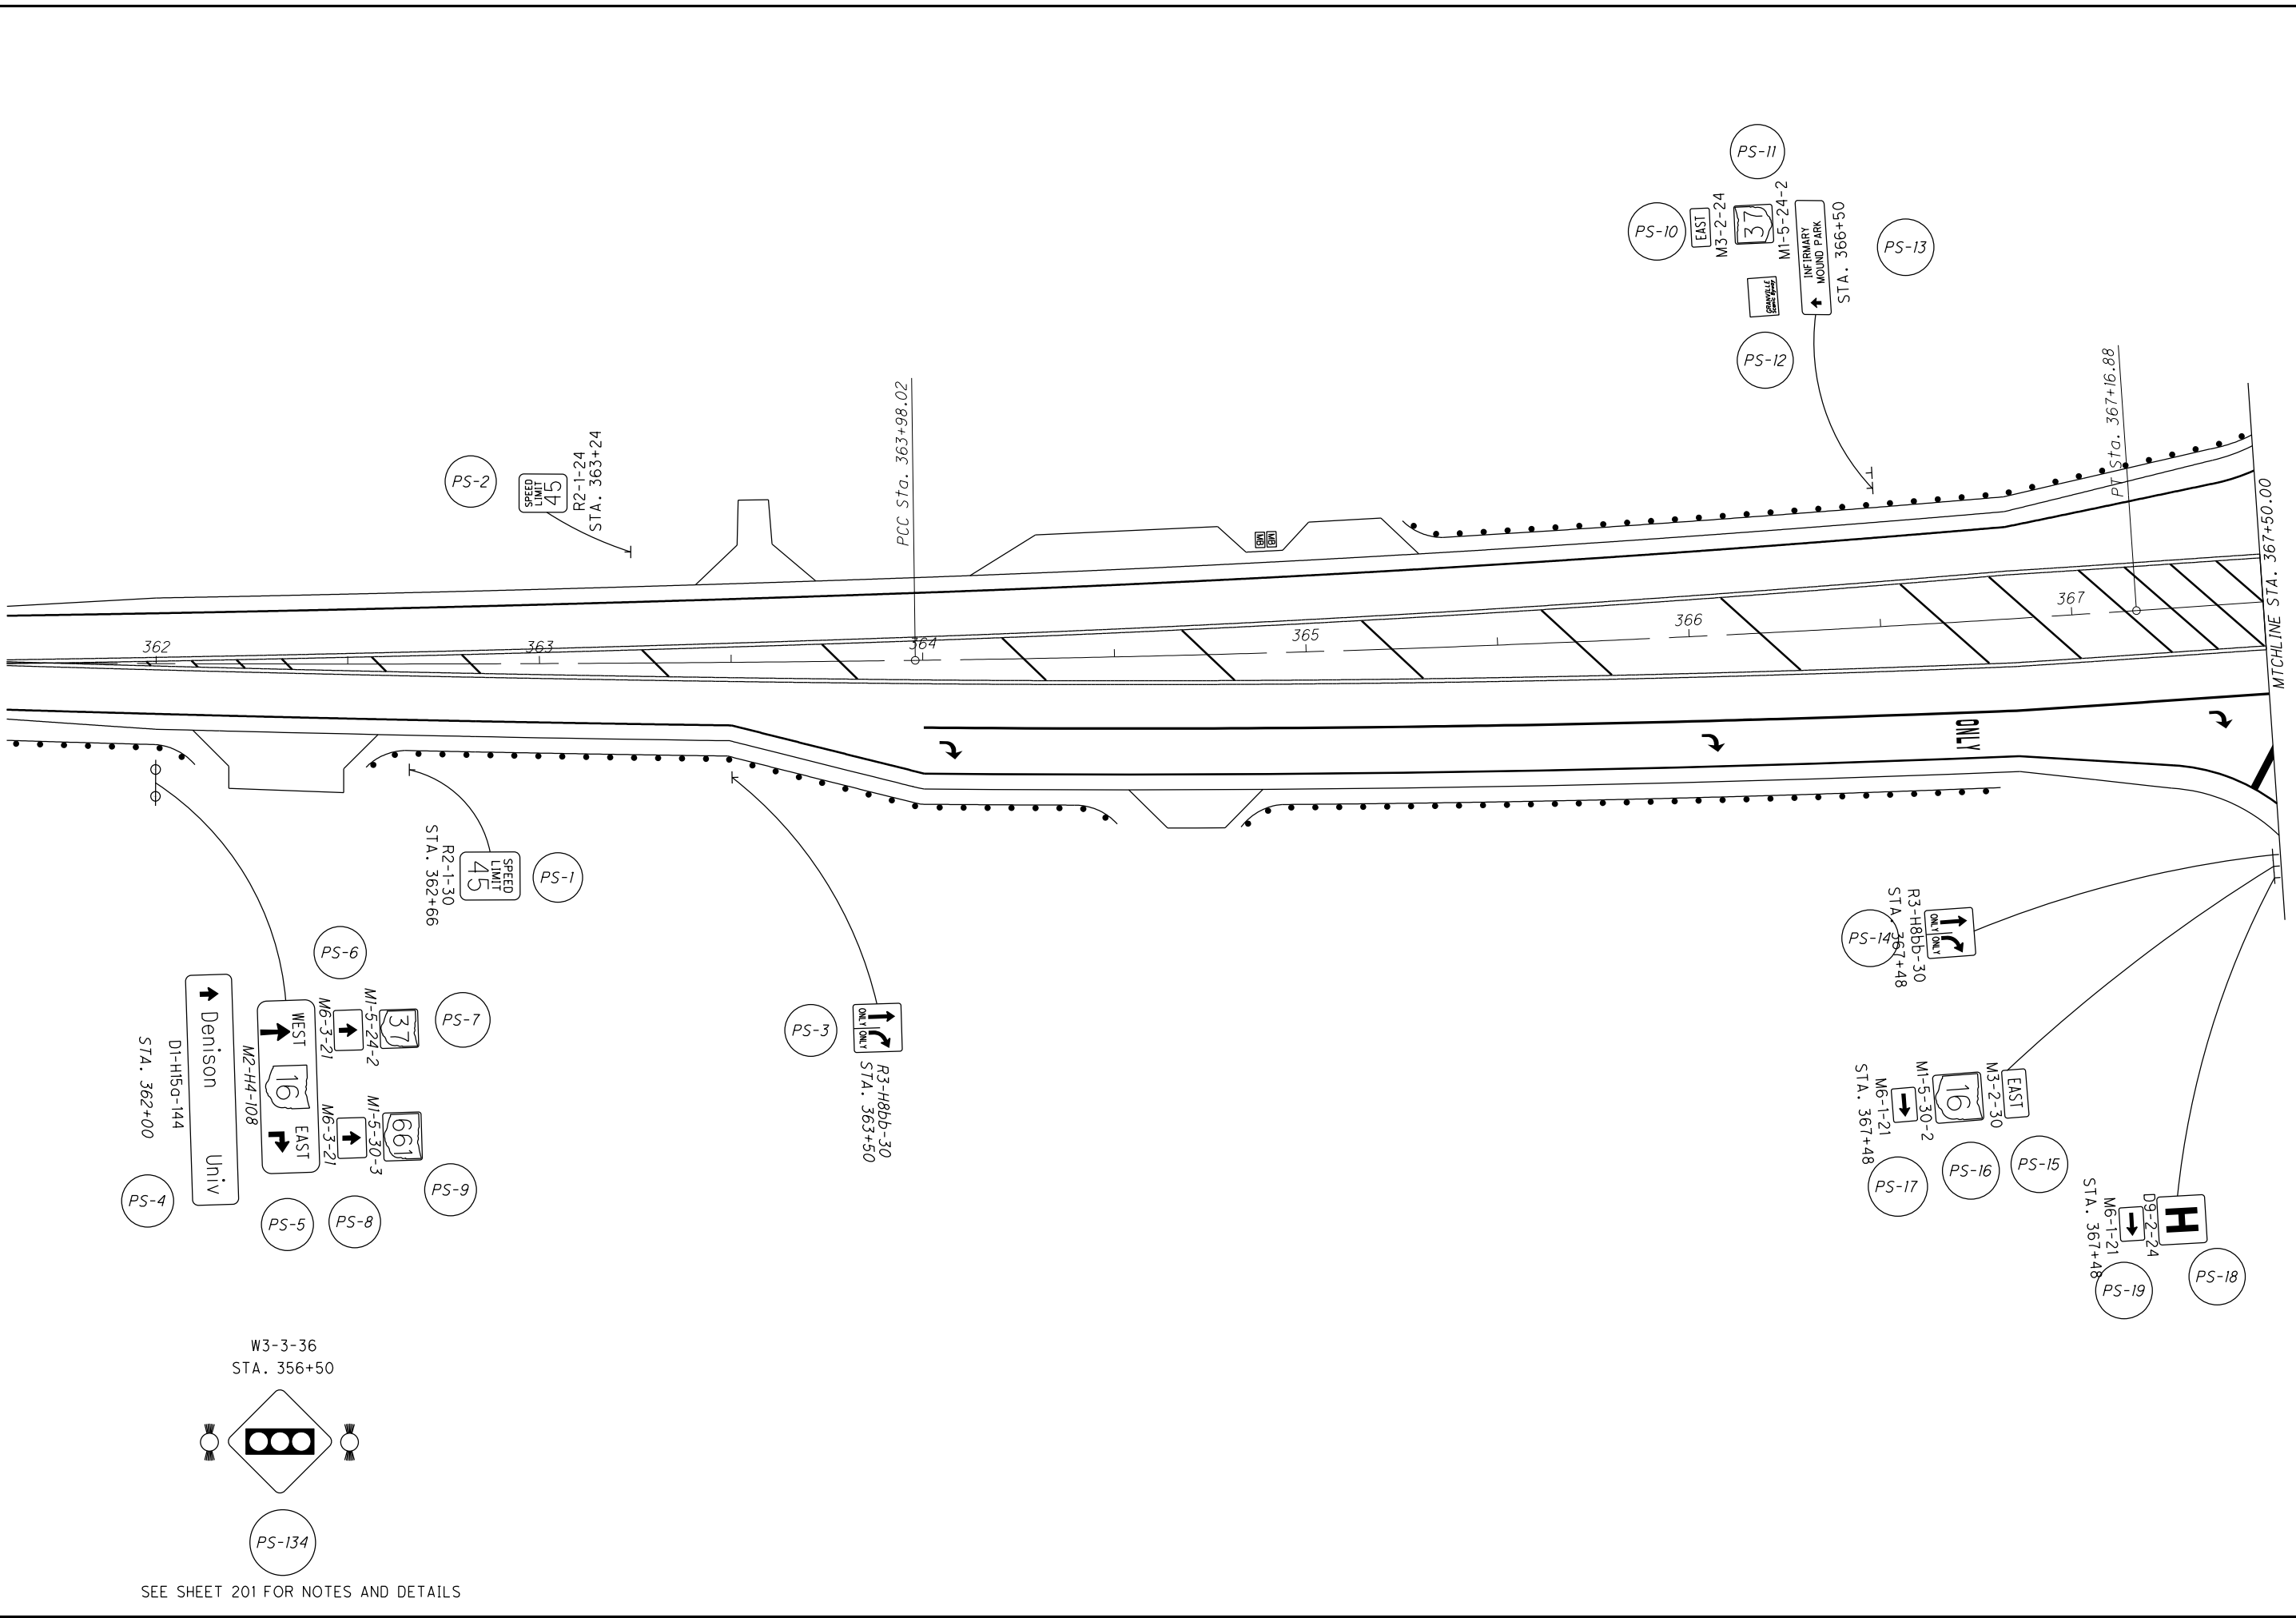 PS-11
PS-10
EAST
M3-2-24
37
M1-5-24-2
INFIRMARY
MOUND PARK
STA. 366+50
PS-13
GRANVILLE
Scenic Byway
PS-12
PS-2
SPEED
LIMIT
45
R2-1-24
STA. 363+24
PCC Sta. 363+98.02
PT Sta. 367+16.88
MTCHLINE STA. 367+50.00
MB
MB
362
363
364
365
366
367
ONLY
SPEED
LIMIT
45
R2-1-30
STA. 362+66
PS-1
PS-6
PS-7
37
M1-5-24-2
M6-3-21
661
M1-5-30-3
M6-3-21
PS-9
WEST
16
EAST
M2-H4-108
Denison Univ
D1-H15a-144
STA. 362+00
PS-4
PS-5
PS-8
PS-3
ONLY
ONLY
R3-H8bb-30
STA. 363+50
PS-14
ONLY
ONLY
R3-H8bb-30
STA. 367+48
EAST
M3-2-30
16
M1-5-30-2
M6-1-21
STA. 367+48
PS-17
PS-16
PS-15
H
D9-2-24
M6-1-21
STA. 367+48
PS-19
PS-18
W3-3-36
STA. 356+50
PS-134
SEE SHEET 201 FOR NOTES AND DETAILS